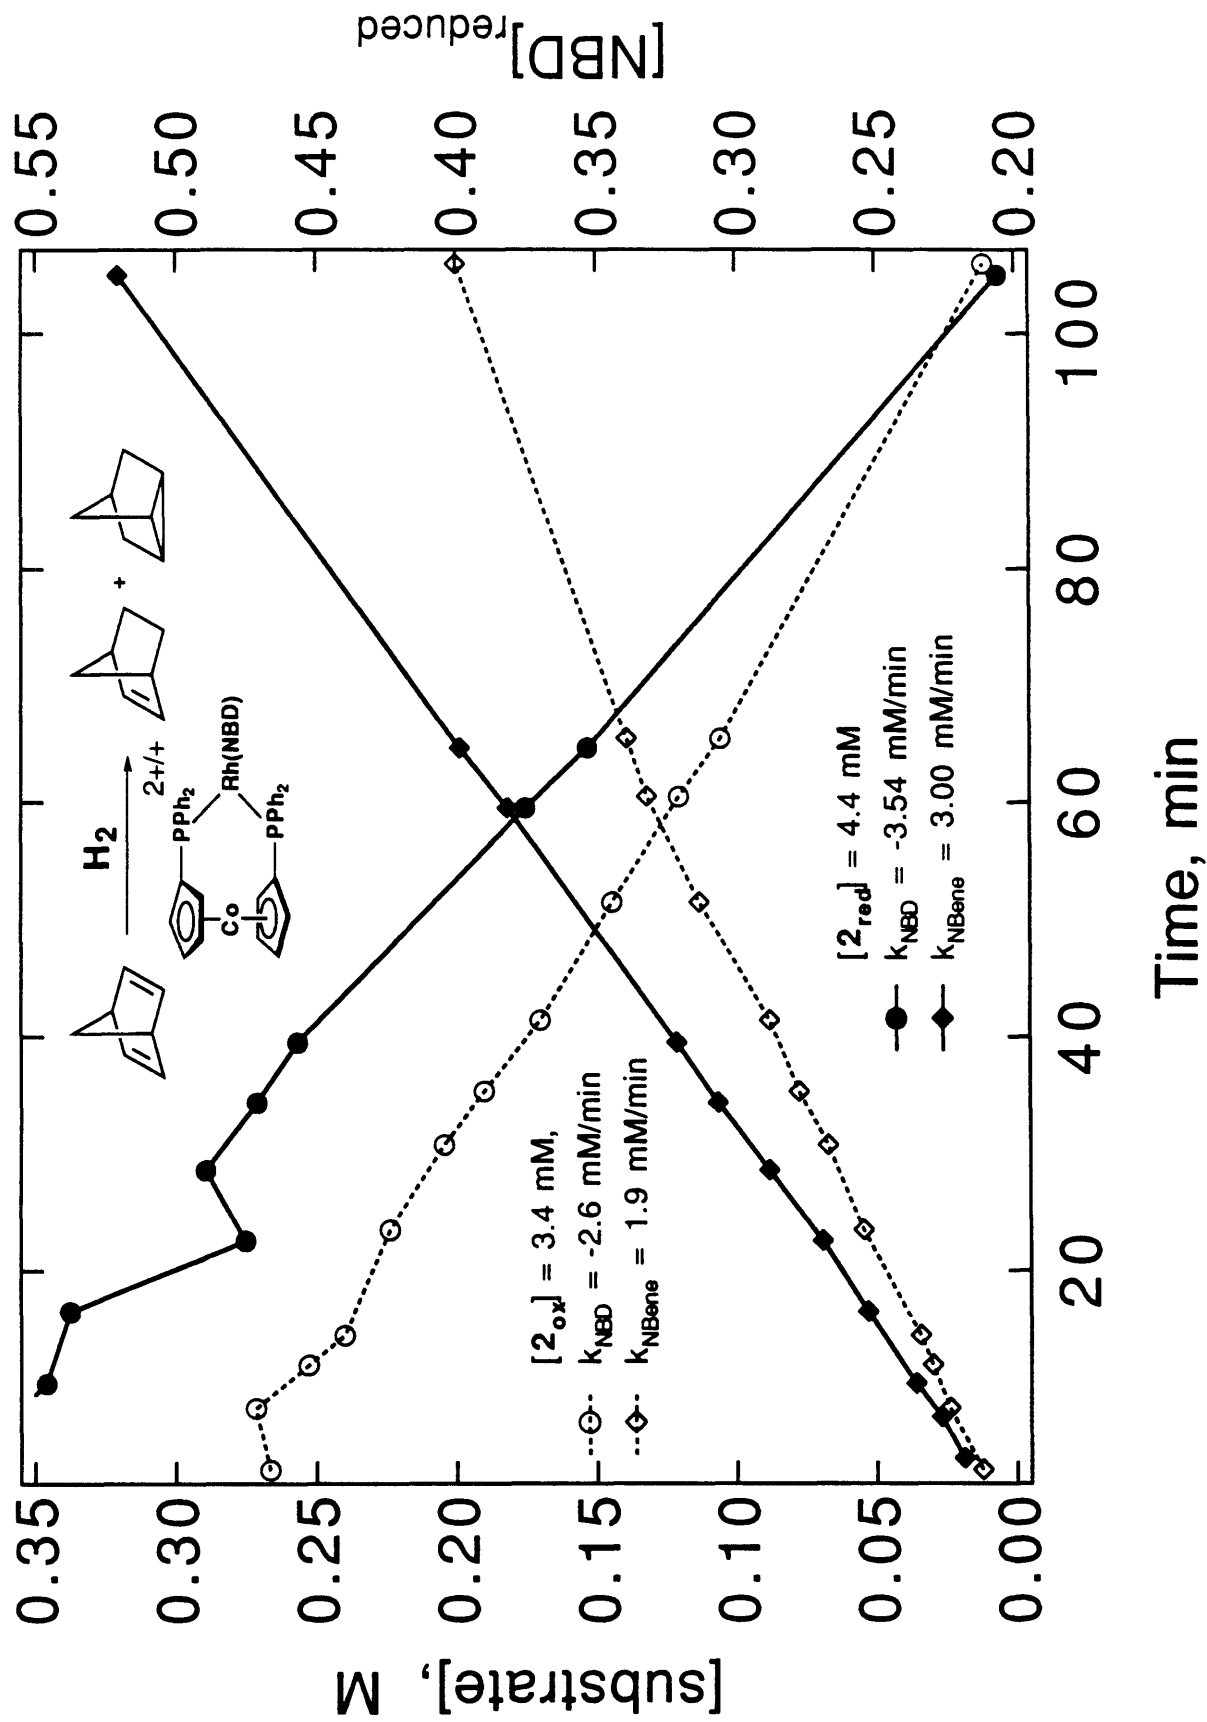 H2
+
2+/+
PPh2
Co
Rh(NBD)
PPh2
[substrate], M
0.35
0.30
0.25
0.20
0.15
0.10
0.05
0.00
[NBD]reduced
0.55
0.50
0.45
0.40
0.35
0.30
0.25
0.20
[2ox] = 3.4 mM,
kNBD = -2.6 mM/min
kNBene = 1.9 mM/min
[2red] = 4.4 mM
kNBD = -3.54 mM/min
kNBene = 3.00 mM/min
20 40 60 80 100
Time, min